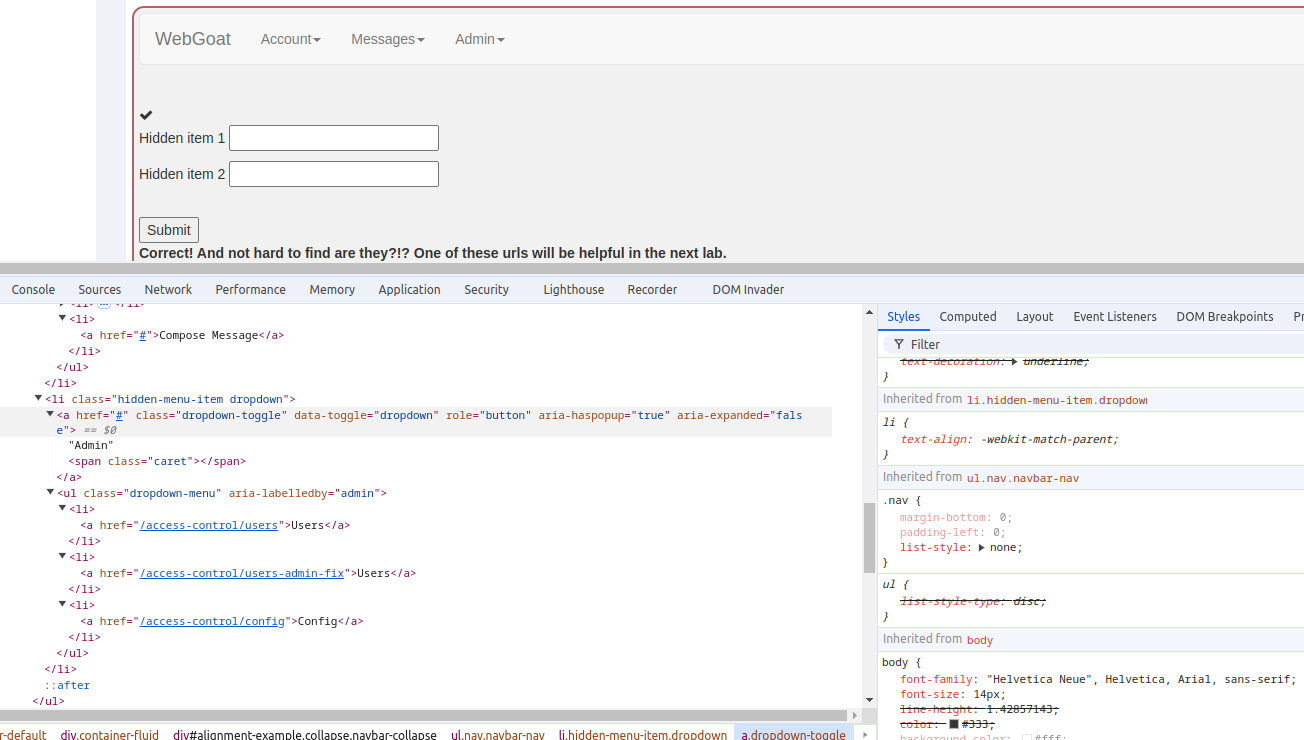 WebGoat Account Messages Admin
Hidden item 1
Hidden item 2
Submit
Correct! And not hard to find are they?!? One of these urls will be helpful in the next lab.
Console Sources Network Performance Memory Application Security Lighthouse Recorder DOM Invader
<li> … </li>
<li>
<a href="#">Compose Message</a>
</li>
</ul>
</li>
<li class="hidden-menu-item dropdown">
<a href="#" class="dropdown-toggle" data-toggle="dropdown" role="button" aria-haspopup="true" aria-expanded="fals
e"> == $0
"Admin"
<span class="caret"></span>
</a>
<ul class="dropdown-menu" aria-labelledby="admin">
<li>
<a href="/access-control/users">Users</a>
</li>
<li>
<a href="/access-control/users-admin-fix">Users</a>
</li>
<li>
<a href="/access-control/config">Config</a>
</li>
</ul>
</li>
::after
</ul>
r-default div.container-fluid div#alignment-example.collapse.navbar-collapse ul.nav.navbar-nav li.hidden-menu-item.dropdown a.dropdown-toggle
Styles Computed Layout Event Listeners DOM Breakpoints Pr
Filter
text-decoration: underline;
}
Inherited from li.hidden-menu-item.dropdown
li {
text-align: -webkit-match-parent;
}
Inherited from ul.nav.navbar-nav
.nav {
margin-bottom: 0;
padding-left: 0;
list-style: none;
}
ul {
list-style-type: disc;
}
Inherited from body
body {
font-family: "Helvetica Neue", Helvetica, Arial, sans-serif;
font-size: 14px;
line-height: 1.42857143;
color: #333;
background-color: #fff;